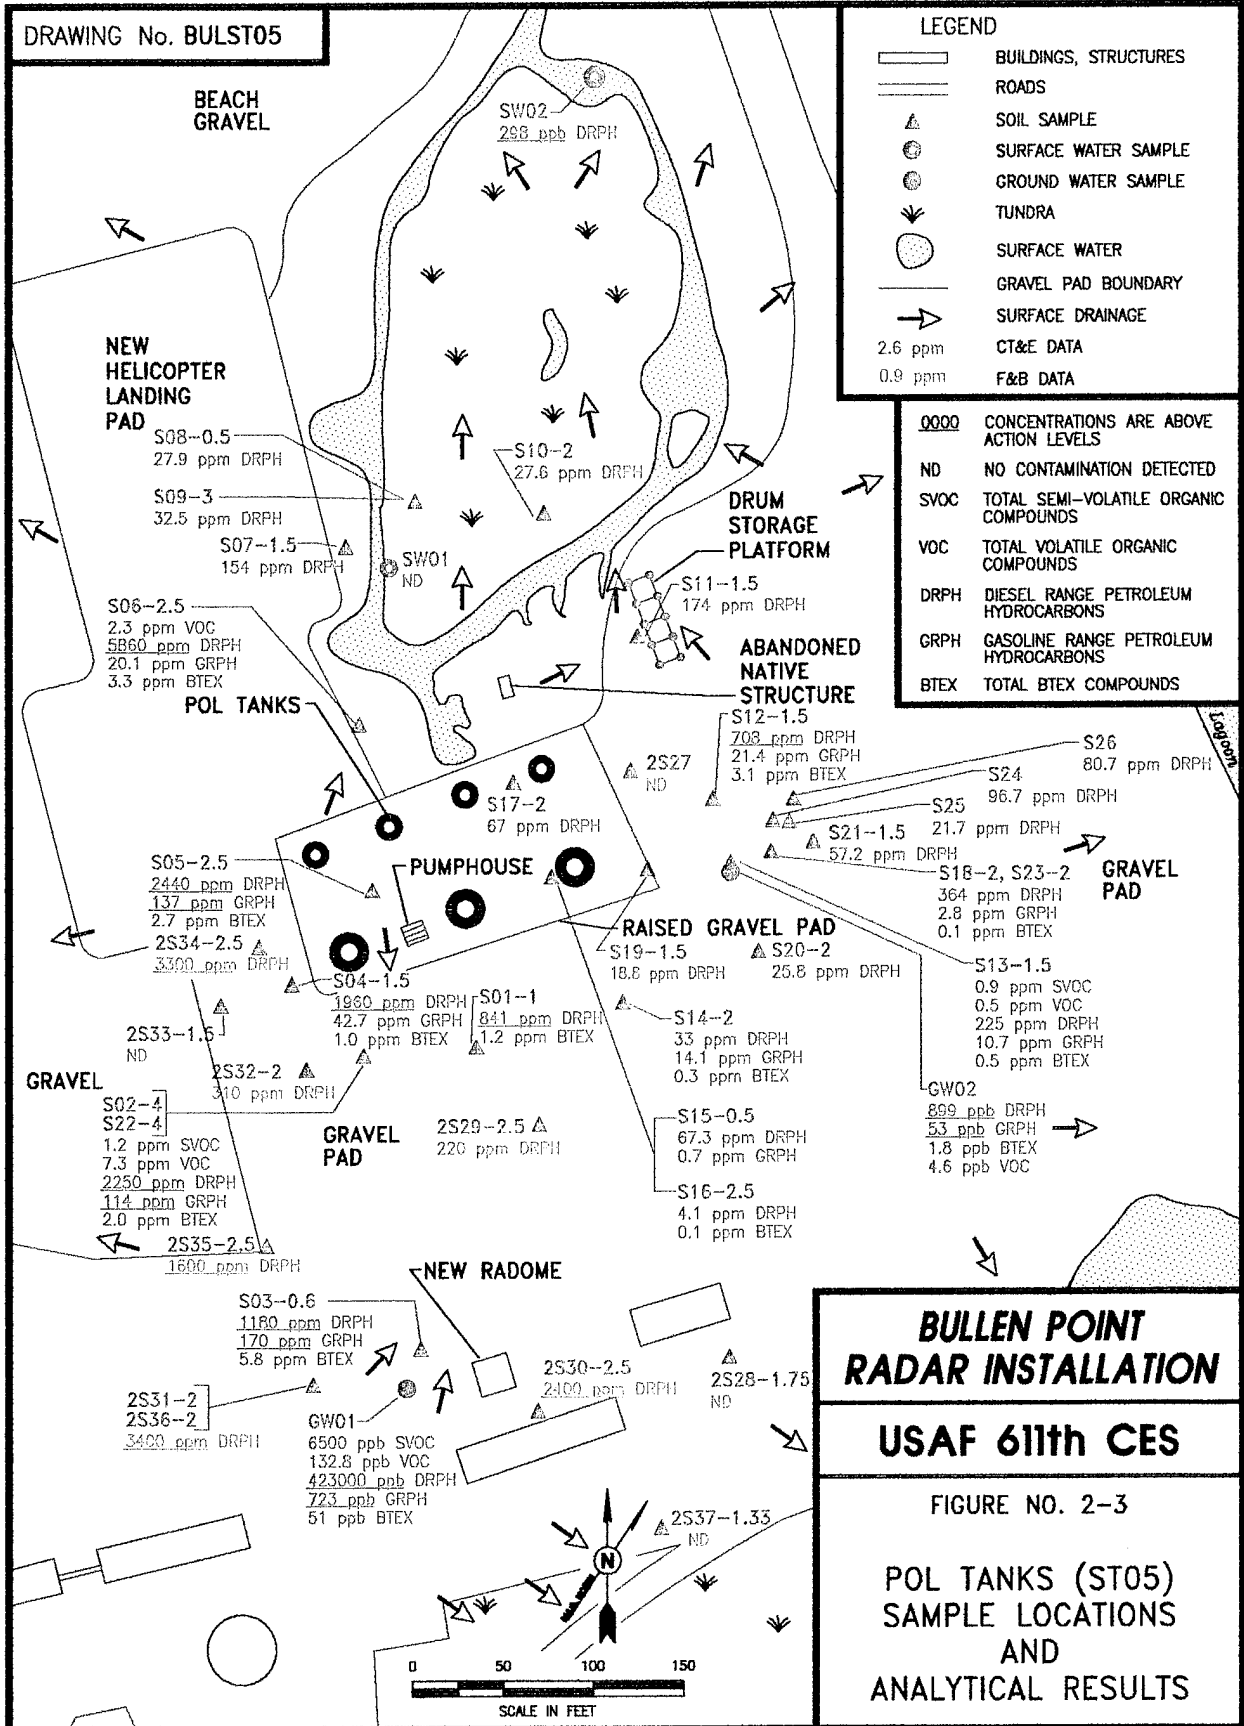 DRAWING No. BULST05
LEGEND
BUILDINGS, STRUCTURES
ROADS
SOIL SAMPLE
SURFACE WATER SAMPLE
GROUND WATER SAMPLE
TUNDRA
SURFACE WATER
GRAVEL PAD BOUNDARY
SURFACE DRAINAGE
2.6 ppm CT&E DATA
0.9 ppm F&B DATA
0000 CONCENTRATIONS ARE ABOVE
ACTION LEVELS
ND NO CONTAMINATION DETECTED
SVOC TOTAL SEMI-VOLATILE ORGANIC
COMPOUNDS
VOC TOTAL VOLATILE ORGANIC
COMPOUNDS
DRPH DIESEL RANGE PETROLEUM
HYDROCARBONS
GRPH GASOLINE RANGE PETROLEUM
HYDROCARBONS
BTEX TOTAL BTEX COMPOUNDS
BEACH
GRAVEL
SW02
298 ppb DRPH
NEW
HELICOPTER
LANDING
PAD
S08-0.5
27.9 ppm DRPH
S09-3
32.5 ppm DRPH
S10-2
27.6 ppm DRPH
S07-1.5
154 ppm DRPH
SW01
ND
DRUM
STORAGE
PLATFORM
S11-1.5
174 ppm DRPH
S06-2.5
2.3 ppm VOC
5860 ppm DRPH
20.1 ppm GRPH
3.3 ppm BTEX
POL TANKS
ABANDONED
NATIVE
STRUCTURE
S12-1.5
708 ppm DRPH
21.4 ppm GRPH
3.1 ppm BTEX
2S27
ND
Lagoon
S26
80.7 ppm DRPH
S24
96.7 ppm DRPH
S25
21.7 ppm DRPH
S21-1.5
57.2 ppm DRPH
S17-2
67 ppm DRPH
S18-2, S23-2
364 ppm DRPH
2.8 ppm GRPH
0.1 ppm BTEX
GRAVEL
PAD
S05-2.5
2440 ppm DRPH
137 ppm GRPH
2.7 ppm BTEX
PUMPHOUSE
RAISED GRAVEL PAD
2S34-2.5
3300 ppm DRPH
S19-1.5
18.8 ppm DRPH
S20-2
25.8 ppm DRPH
S04-1.5
1960 ppm DRPH
42.7 ppm GRPH
1.0 ppm BTEX
S01-1
841 ppm DRPH
1.2 ppm BTEX
S13-1.5
0.9 ppm SVOC
0.5 ppm VOC
225 ppm DRPH
10.7 ppm GRPH
0.5 ppm BTEX
S14-2
33 ppm DRPH
14.1 ppm GRPH
0.3 ppm BTEX
2S33-1.5
ND
2S32-2
310 ppm DRPH
GRAVEL
S02-4
S22-4
1.2 ppm SVOC
7.3 ppm VOC
2250 ppm DRPH
114 ppm GRPH
2.0 ppm BTEX
GRAVEL
PAD
2S29-2.5
220 ppm DRPH
S15-0.5
67.3 ppm DRPH
0.7 ppm GRPH
GW02
899 ppb DRPH
53 ppb GRPH
1.8 ppb BTEX
4.6 ppb VOC
S16-2.5
4.1 ppm DRPH
0.1 ppm BTEX
2S35-2.5
1600 ppm DRPH
NEW RADOME
S03-0.6
1180 ppm DRPH
170 ppm GRPH
5.8 ppm BTEX
2S31-2
2S36-2
3400 ppm DRPH
GW01
6500 ppb SVOC
132.8 ppb VOC
423000 ppb DRPH
723 ppb GRPH
51 ppb BTEX
2S30-2.5
2400 ppm DRPH
2S28-1.75
ND
2S37-1.33
ND
N
0 50 100 150
SCALE IN FEET
BULLEN POINT
RADAR INSTALLATION
USAF 611th CES
FIGURE NO. 2-3
POL TANKS (ST05)
SAMPLE LOCATIONS
AND
ANALYTICAL RESULTS